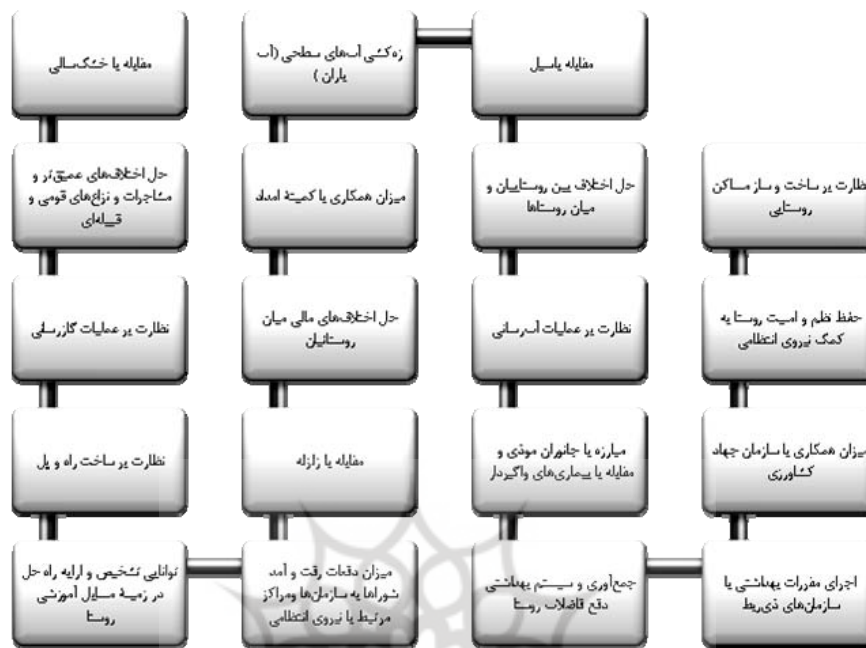 نظارت بر ساخت و ساز مساکن
روستایی
حفظ نظم و امنیت روستا به
کمک نیروی انتظامی
میزان همکاری با سازمان جهاد
کشاورزی
اجرای مقررات بهداشتی با
سازمان‌های ذی‌ربط
جمع‌آوری و سیستم بهداشتی
دفع فاضلاب روستا
مبارزه با جانوران موذی و
مقابله با بیماری‌های واگیردار
نظارت بر عملیات آب‌رسانی
حل اختلاف بین روستاییان و
میان روستاها
مقابله باسیل
زه‌کشی آب‌های سطحی (آب
باران )
میزان همکاری با کمیتهٔ امداد
حل اختلاف‌های مالی میان
روستائیان
مقابله با زلزله
میزان دفعات رفت و آمد
شوراها به سازمان‌ها ومراکز
مرتبط با نیروی انتظامی
توانایی تشخیص و ارایه راه حل
در زمینهٔ مسایل آموزشی
روستا
نظارت بر ساخت راه و پل
نظارت بر عملیات گازرسانی
حل اختلاف‌های عمیق‌تر و
مشاجرات و نزاع‌های قومی و
قبیله‌ای
مقابله با خشک‌سالی